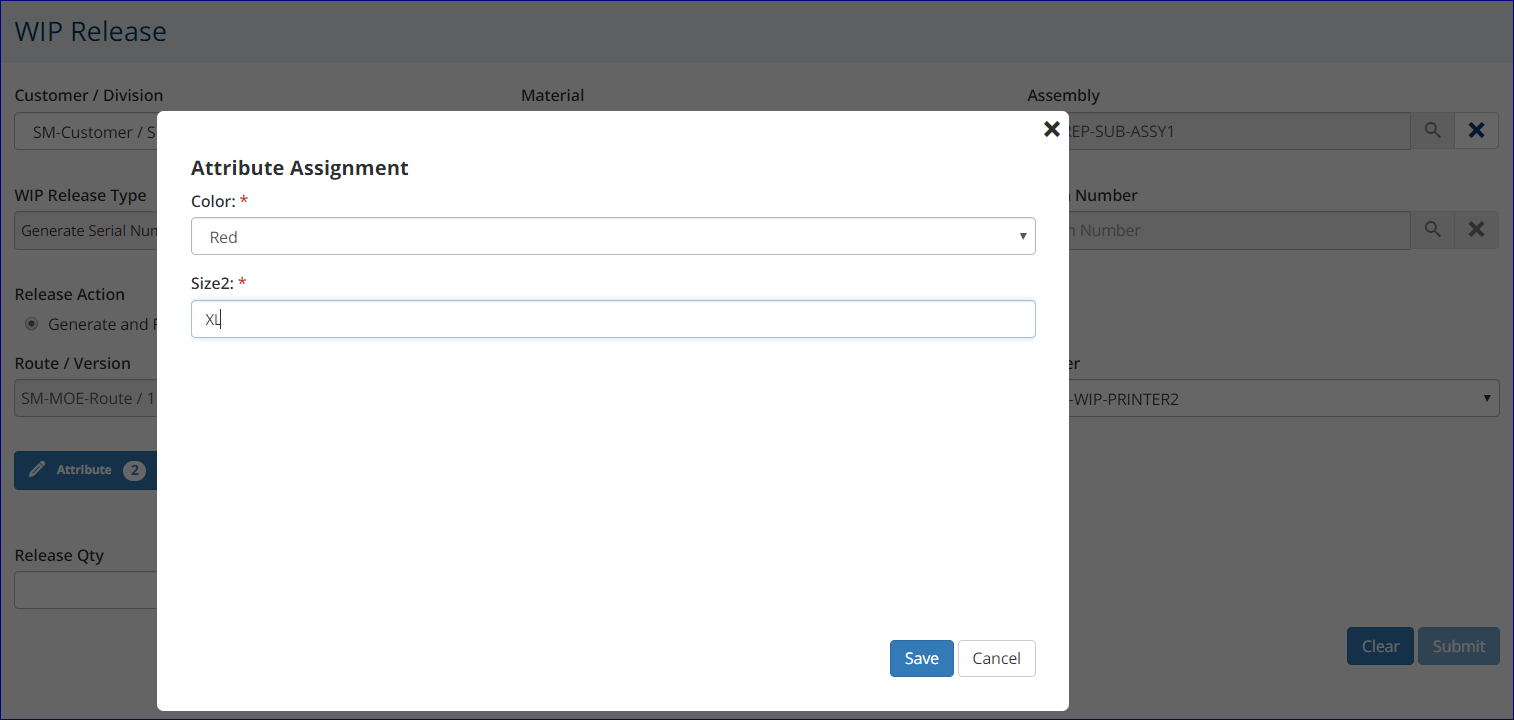 WIP Release
Customer / Division
Material
Assembly
SM-Customer / S
EP-SUB-ASSY1
Attribute Assignment
WIP Release Type
Color: *
Number
Generate Serial Nu
Red
Number
Size2: *
Release Action
Generate and
XL
Route / Version
er
SM-MOE-Route / 1
-WIP-PRINTER2
Attribute 2
Release Qty
Save Cancel
Clear Submit